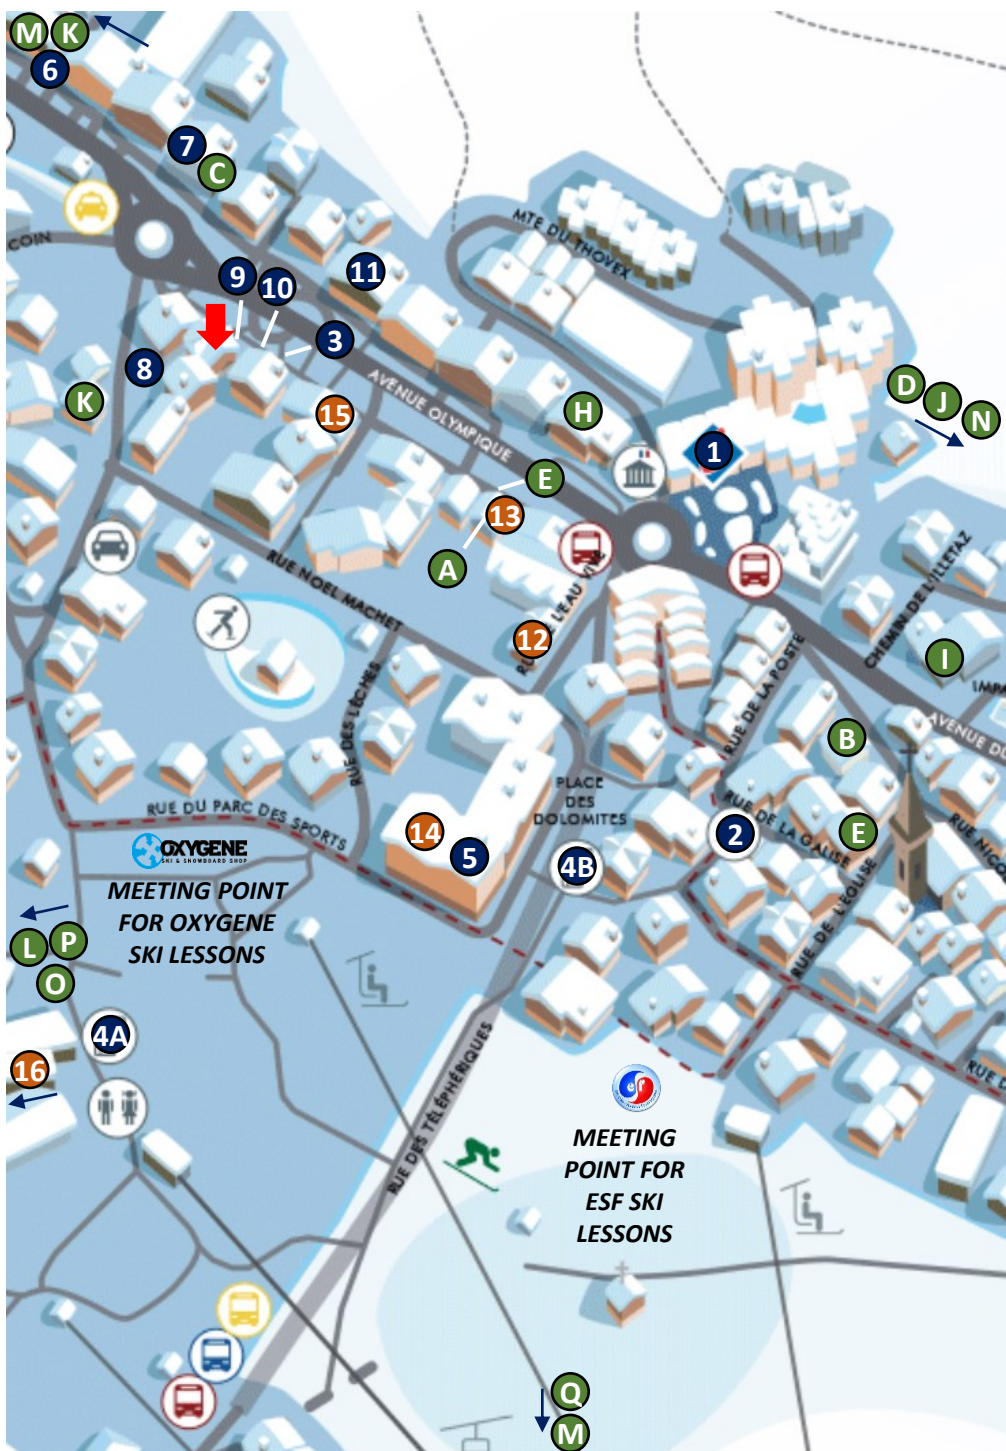 M K
6
7
C
COIN
MTE DU THOVEX
9
10
11
3
8
K
15
AVENUE OLYMPIQUE
H
1
D
J
N
E
13
A
RUE NOEL MACHET
RUE DE L'EAU VIVE
12
CHEMIN DE VILLETAZ
I
IMPA
AVENUE DU
RUE DE LA POSTE
B
RUE DES LÈCHES
PLACE
DES
DOLOMITES
RUE DU PARC DES SPORTS
14
5
4B
2
RUE DE LA GALISE
E
RUE NICO
RUE DE L'EGLISE
OXYGENE
SKI & SNOWBOARD SHOP
MEETING POINT
FOR OXYGENE
SKI LESSONS
L
P
O
4A
16
RUE DES TÉLÉPHÉRIQUES
RUE D
MEETING
POINT FOR
ESF SKI
LESSONS
Q
M